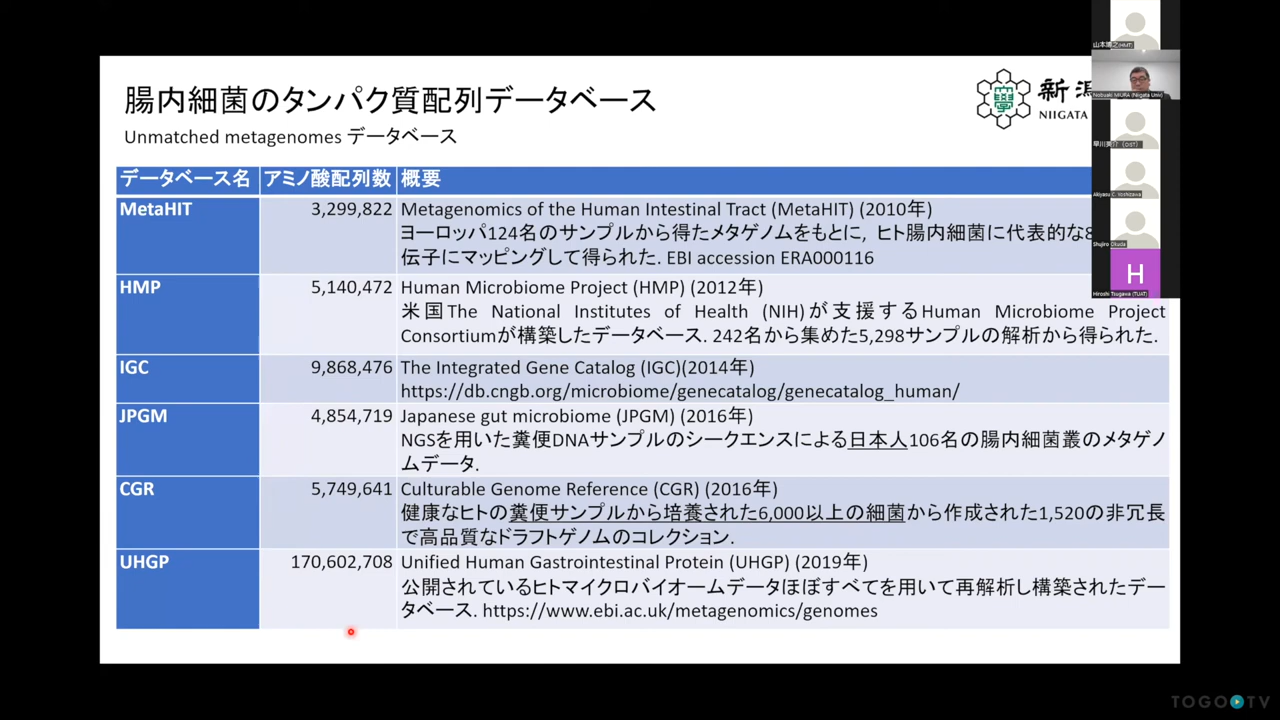 腸内細菌のタンパク質配列データベース
Unmatched metagenomes データベース
新潟
NIIGATA
データベース名 アミノ酸配列数 概要
MetaHIT 3,299,822 Metagenomics of the Human Intestinal Tract (MetaHIT) (2010年)
ヨーロッパ124名のサンプルから得たメタゲノムをもとに, ヒト腸内細菌に代表的な
伝子にマッピングして得られた. EBI accession ERA000116
HMP 5,140,472 Human Microbiome Project (HMP) (2012年)
米国The National Institutes of Health (NIH)が支援するHuman Microbiome Project
Consortiumが構築したデータベース. 242名から集めた5,298サンプルの解析から得られた.
IGC 9,868,476 The Integrated Gene Catalog (IGC)(2014年)
https://db.cngb.org/microbiome/genecatalog/genecatalog_human/
JPGM 4,854,719 Japanese gut microbiome (JPGM) (2016年)
NGSを用いた糞便DNAサンプルのシークエンスによる日本人106名の腸内細菌叢のメタゲノ
ムデータ.
CGR 5,749,641 Culturable Genome Reference (CGR) (2016年)
健康なヒトの糞便サンプルから培養された6,000以上の細菌から作成された1,520の非冗長
で高品質なドラフトゲノムのコレクション.
UHGP 170,602,708 Unified Human Gastrointestinal Protein (UHGP) (2019年)
公開されているヒトマイクロバイオームデータほぼすべてを用いて再解析し構築されたデー
タベース. https://www.ebi.ac.uk/metagenomics/genomes
山本博之(HMT)
Nobuaki MIURA (Niigata Univ)
早川英介 (OIST)
Akiyasu C. Yoshizawa
Shujiro Okuda
H
Hiroshi Tsugawa (TUAT)
TOGO TV